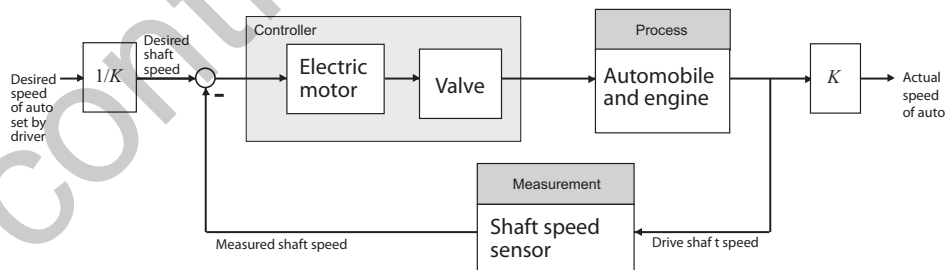 contr
Controller
Process
Desired
shaft
speed
1/K
Desired
speed
of auto
set by
driver
-
Electric
motor
Valve
Automobile
and engine
K
Actual
speed
of auto
Measurement
Shaft speed
sensor
Measured shaft speed
Drive shaf t speed